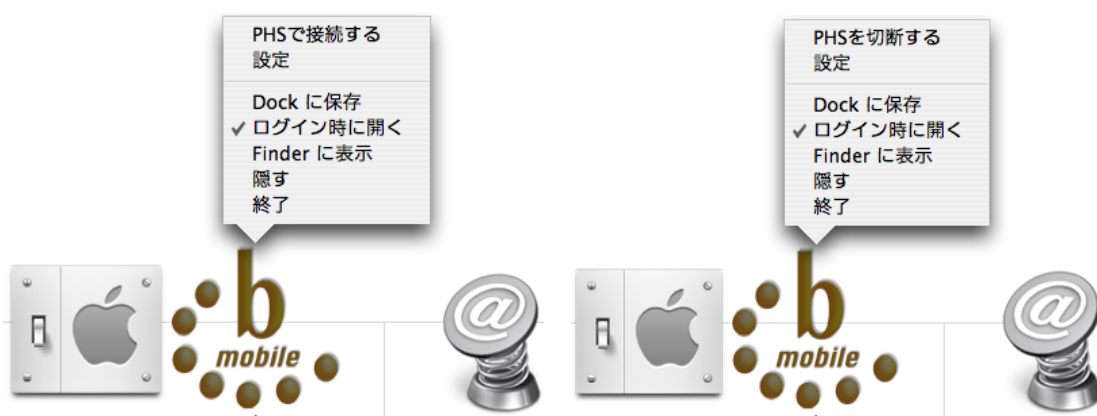 PHSで接続する
設定
Dock に保存
ログイン時に開く
Finder に表示
隠す
終了
b
mobile
@
PHSを切断する
設定
Dock に保存
ログイン時に開く
Finder に表示
隠す
終了
b
mobile
@